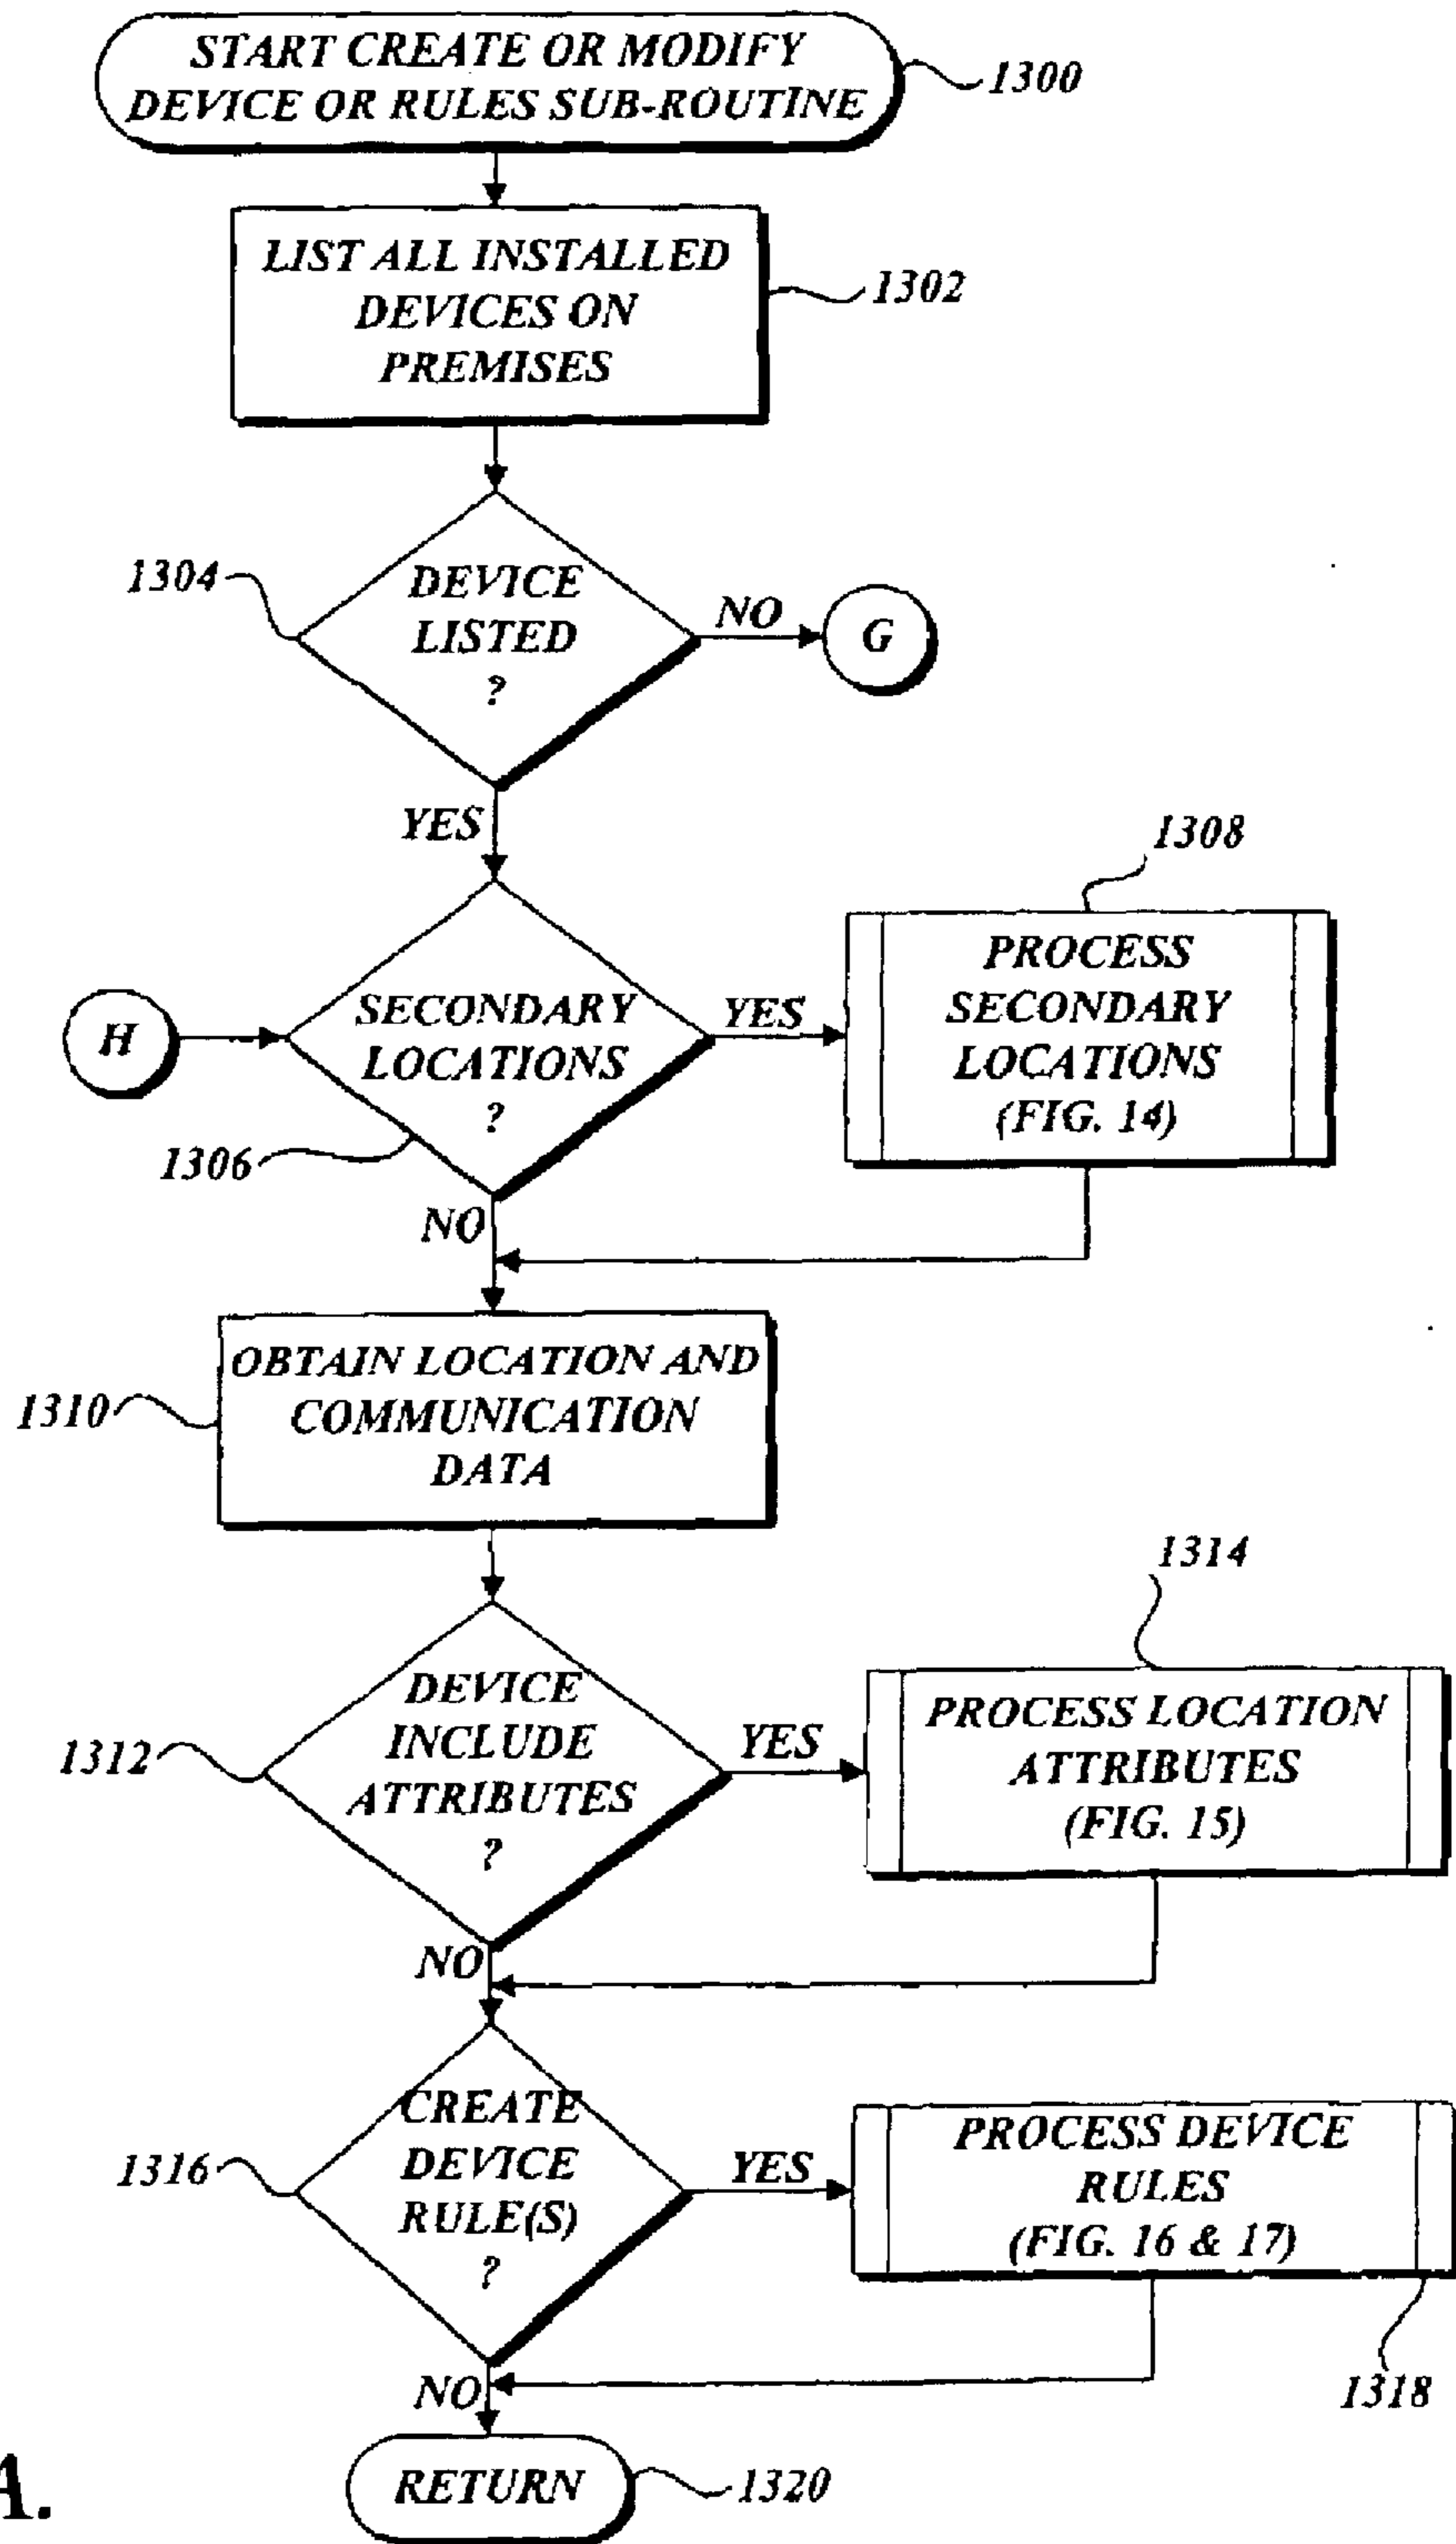 START CREATE OR MODIFY
DEVICE OR RULES SUB-ROUTINE
1300
LIST ALL INSTALLED
DEVICES ON
PREMISES
1302
1304
DEVICE
LISTED
?
NO
G
YES
1308
H
SECONDARY
LOCATIONS
?
1306
YES
PROCESS
SECONDARY
LOCATIONS
(FIG. 14)
NO
1310
OBTAIN LOCATION AND
COMMUNICATION
DATA
1314
1312
DEVICE
INCLUDE
ATTRIBUTES
?
YES
PROCESS LOCATION
ATTRIBUTES
(FIG. 15)
NO
1316
CREATE
DEVICE
RULE(S)
?
YES
PROCESS DEVICE
RULES
(FIG. 16 & 17)
1318
NO
RETURN
1320
A.